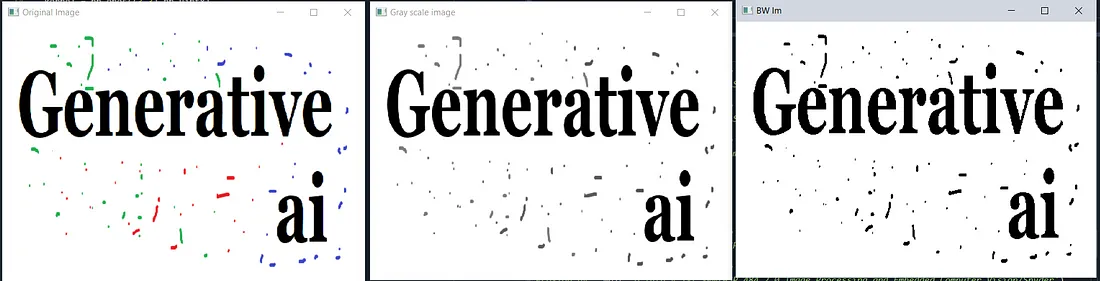 Original Image
Generative
ai
Gray scale image
Generative
ai
BW Im
Generative
ai